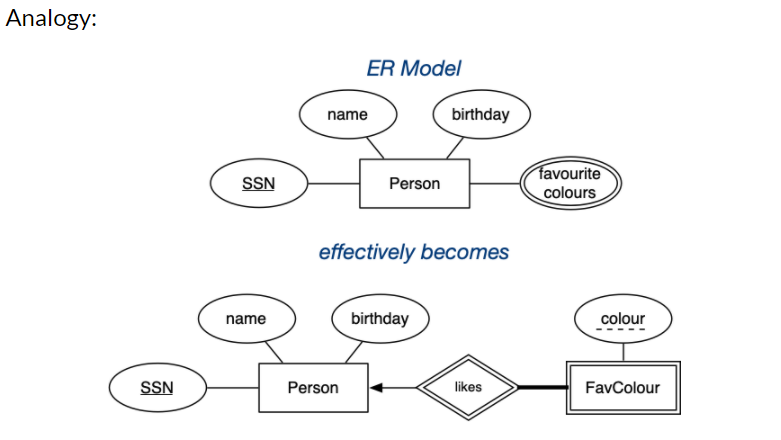 Analogy:
ER Model
name
birthday
SSN
Person
favourite
colours
effectively becomes
name
birthday
colour
SSN
Person
likes
FavColour